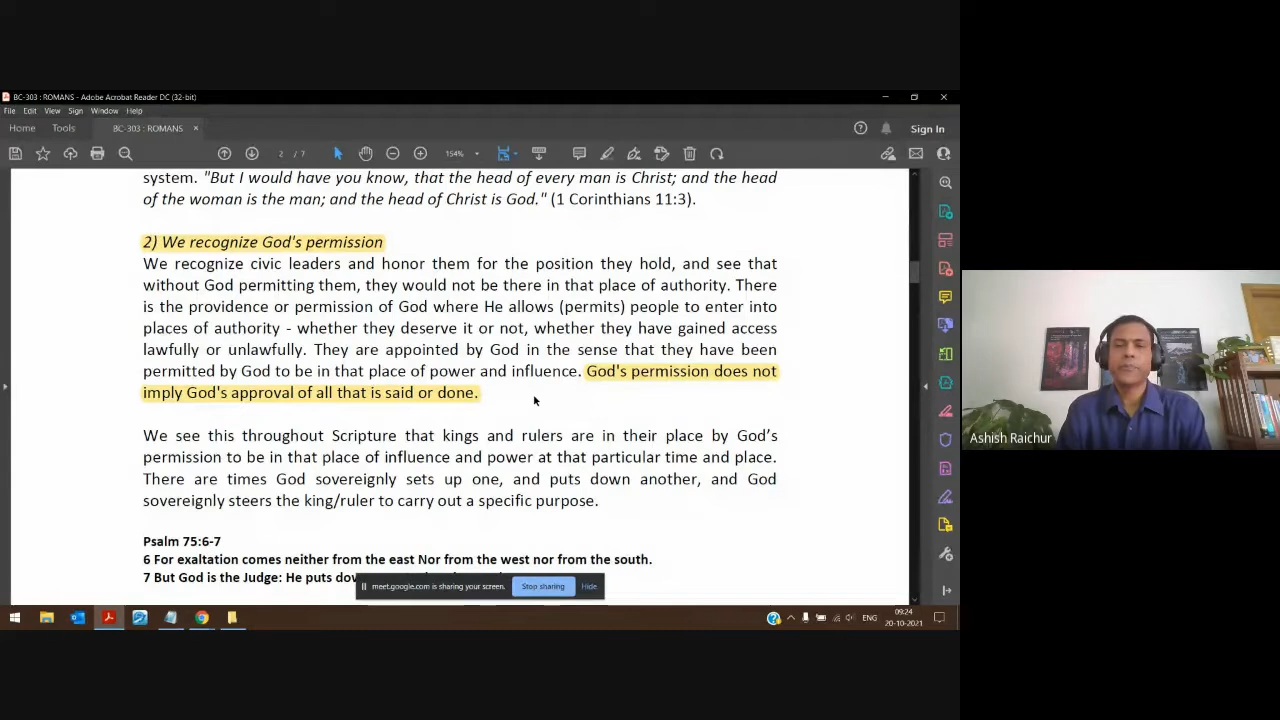 BC-303 : ROMANS - Adobe Acrobat Reader DC (32-bit)
File Edit View Sign Window Help
Home Tools BC-303 : ROMANS × Sign In
2 / 7 154%
system. "But I would have you know, that the head of every man is Christ; and the head
of the woman is the man; and the head of Christ is God." (1 Corinthians 11:3).
2) We recognize God's permission
We recognize civic leaders and honor them for the position they hold, and see that
without God permitting them, they would not be there in that place of authority. There
is the providence or permission of God where He allows (permits) people to enter into
places of authority - whether they deserve it or not, whether they have gained access
lawfully or unlawfully. They are appointed by God in the sense that they have been
permitted by God to be in that place of power and influence. God's permission does not
imply God's approval of all that is said or done.
We see this throughout Scripture that kings and rulers are in their place by God's
permission to be in that place of influence and power at that particular time and place.
There are times God sovereignly sets up one, and puts down another, and God
sovereignly steers the king/ruler to carry out a specific purpose.
Psalm 75:6-7
6 For exaltation comes neither from the east Nor from the west nor from the south.
7 But God is the Judge: He puts
meet.google.com is sharing your screen. Stop sharing Hide
ENG 09:24
20-10-2021
Ashish Raichur